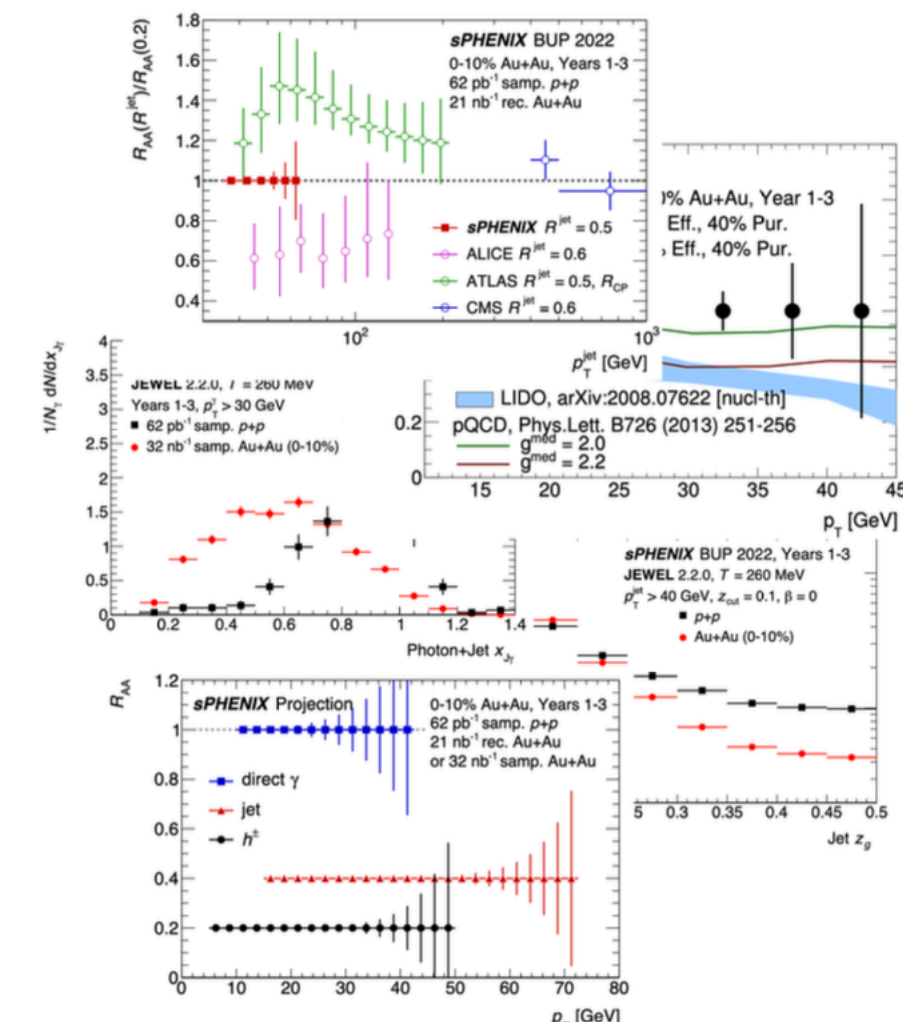 1.8
1.6
1.4
1.2
1
0.8
0.6
0.4
R_AA(R^jet)/R_AA(0.2)
sPHENIX BUP 2022
0-10% Au+Au, Years 1-3
62 pb⁻¹ samp. p+p
21 nb⁻¹ rec. Au+Au
sPHENIX R^jet = 0.5
ALICE R^jet = 0.6
ATLAS R^jet = 0.5, R_CP
CMS R^jet = 0.6
10² 10³
p_T^jet [GeV]
% Au+Au, Year 1-3
Eff., 40% Pur.
Eff., 40% Pur.
0.2
0
LIDO, arXiv:2008.07622 [nucl-th]
pQCD, Phys.Lett. B726 (2013) 251-256
g^med = 2.0
g^med = 2.2
15 20 25 30 35 40 45
p_T [GeV]
1/N_γ dN/dx_Jγ
4
3.5
3
2.5
2
1.5
1
0.5
0
JEWEL 2.2.0, T = 260 MeV
Years 1-3, p_T^γ > 30 GeV
62 pb⁻¹ samp. p+p
32 nb⁻¹ samp. Au+Au (0-10%)
0 0.2 0.4 0.6 0.8 1 1.2 1.4
Photon+Jet x_Jγ
sPHENIX BUP 2022, Years 1-3
JEWEL 2.2.0, T = 260 MeV
p_T^jet > 40 GeV, z_cut = 0.1, β = 0
p+p
Au+Au (0-10%)
5 0.3 0.35 0.4 0.45 0.5
Jet z_g
R_AA
1.2
1
0.8
0.6
0.4
0.2
0
sPHENIX Projection
0-10% Au+Au, Years 1-3
62 pb⁻¹ samp. p+p
21 nb⁻¹ rec. Au+Au
or 32 nb⁻¹ samp. Au+Au
direct γ
jet
h^±
0 10 20 30 40 50 60 70 80
[GeV]